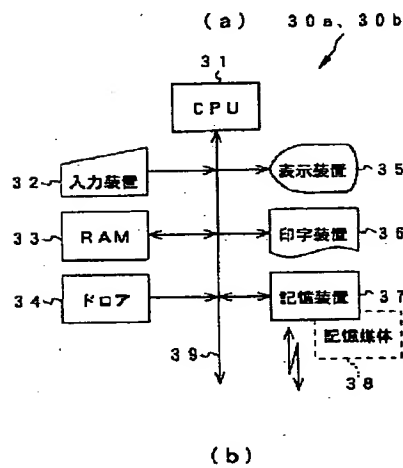 (a)
30a、30b
31
CPU
32 入力装置
表示装置 35
33 RAM
印字装置 36
34 ドロア
記憶装置 37
記憶媒体
38
39
(b)